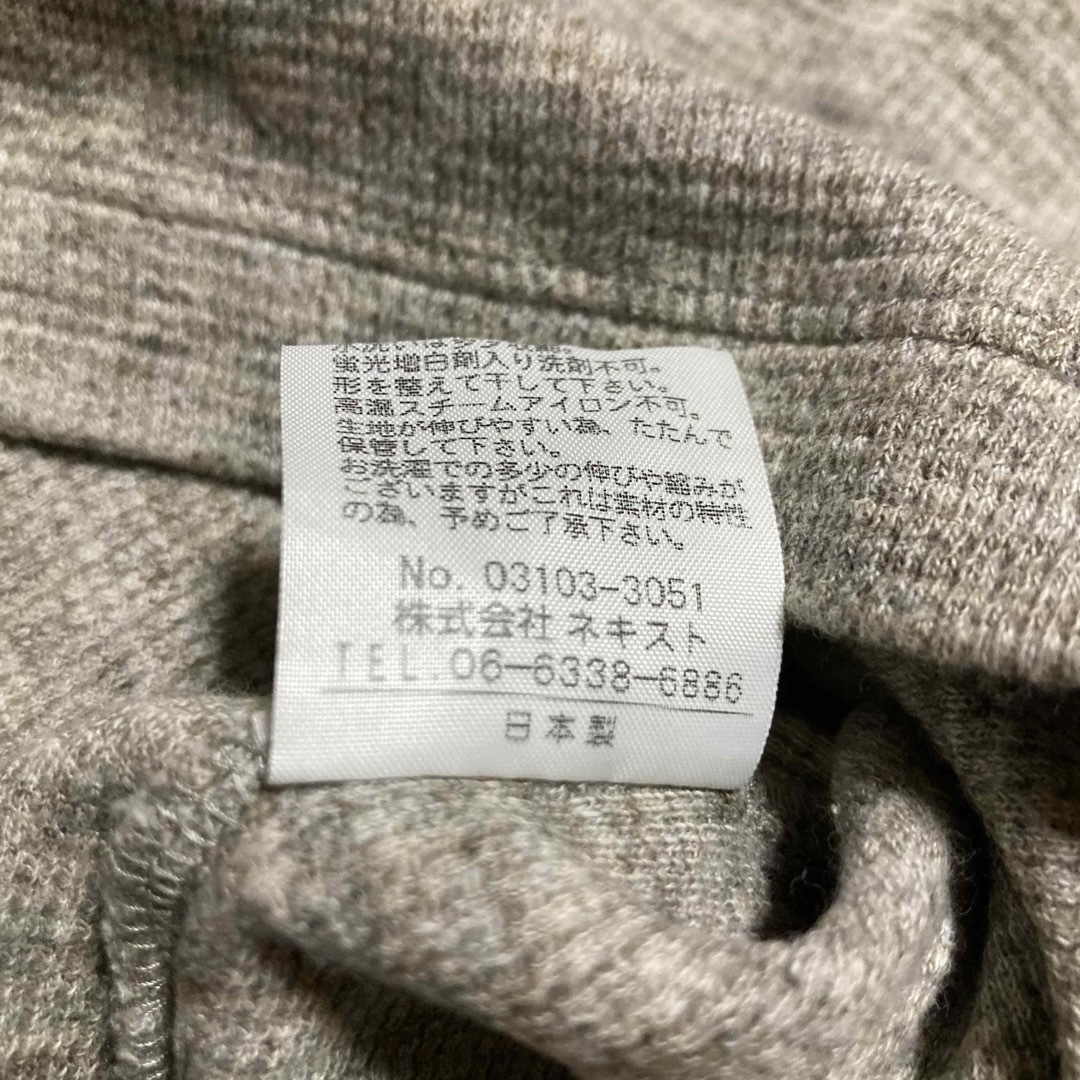 蛍光増白剤入り洗剤不可。
形を整えて干して下さい。
高温スチームアイロン不可。
生地が伸びやすい為、たたんで
保管して下さい。
お洗濯での多少の伸びや縮みが
ございますがこれは素材の特性
の為、予めご了承下さい。
No. 03103-3051
株式会社 ネキスト
TEL. 06-6338-6886
日本製